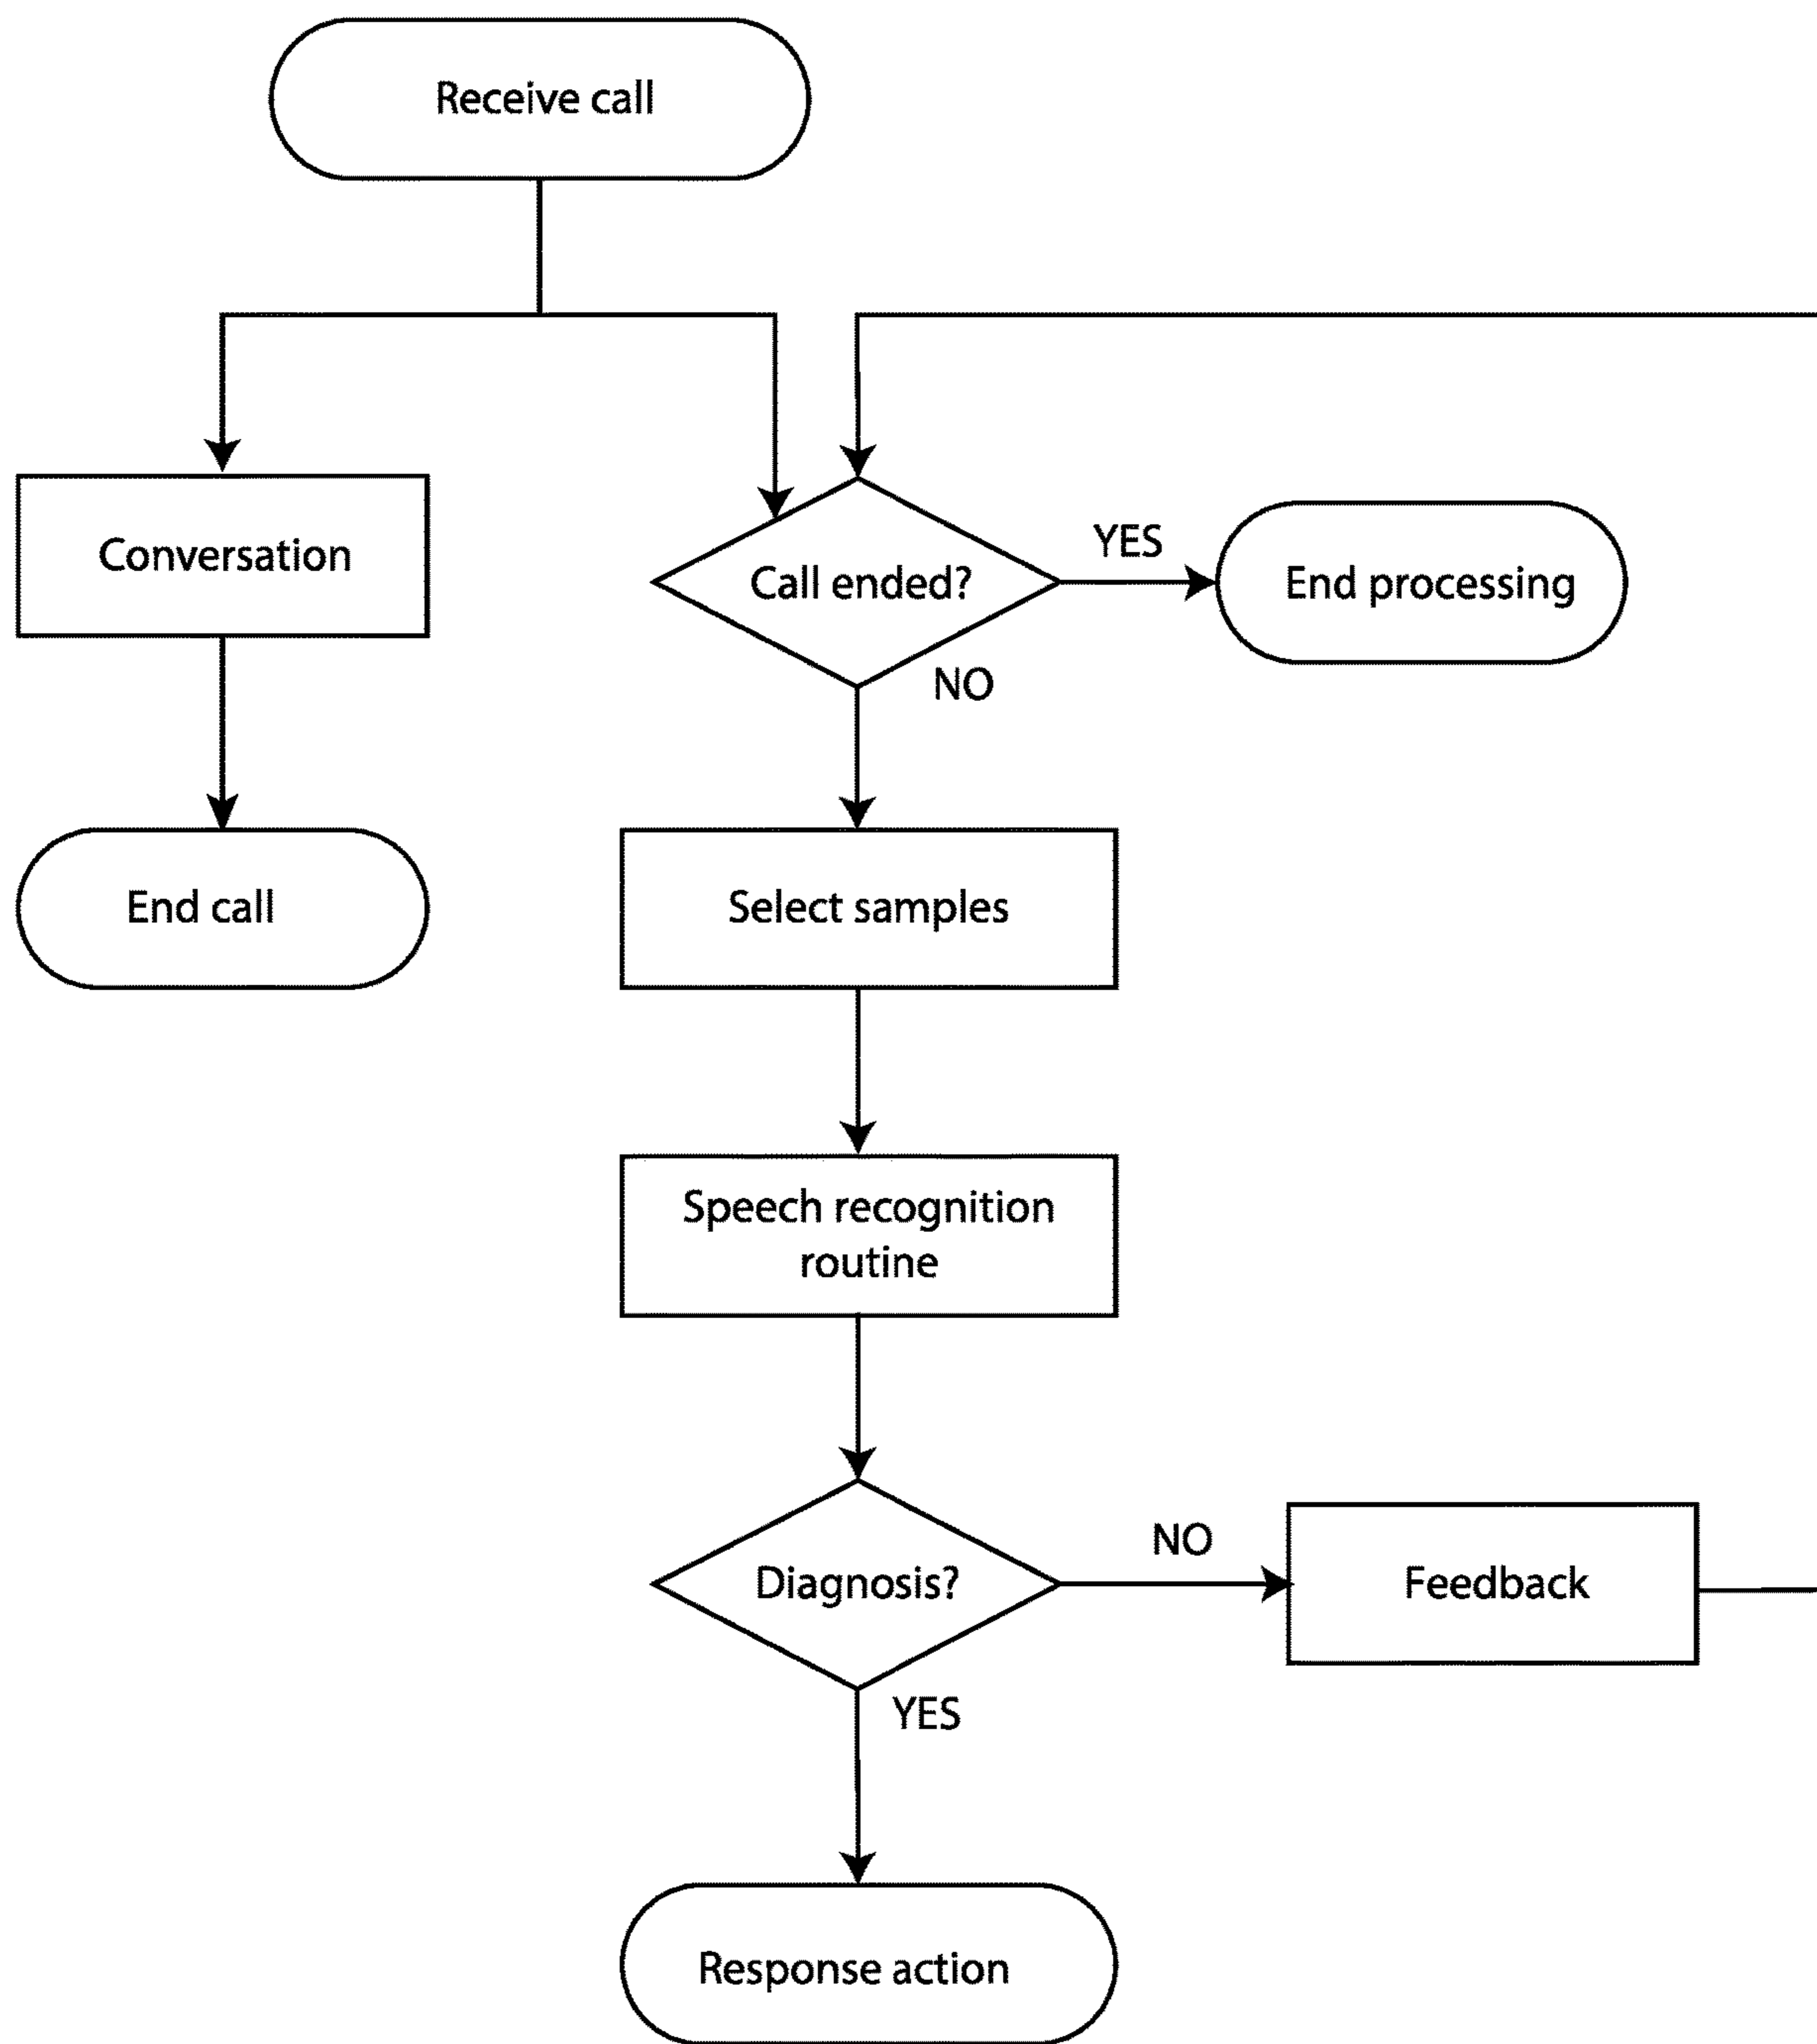 Receive call
Conversation
Call ended?
YES
End processing
NO
End call
Select samples
Speech recognition
routine
Diagnosis?
NO
Feedback
YES
Response action